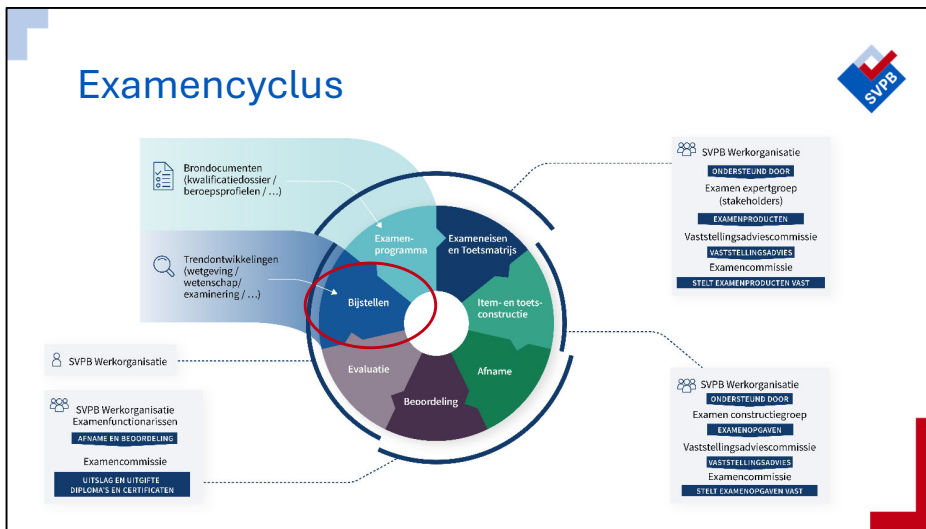 Examencyclus
SVPB
Brondocumenten
(kwalificatiedossier /
beroepsprofielen / ...)
Trendontwikkelingen
(wetgeving /
wetenschap/
examinering / ...)
Examen-
programma
Exameneisen
en Toetsmatrijs
Item- en toets-
constructie
Afname
Beoordeling
Evaluatie
Bijstellen
SVPB Werkorganisatie
ONDERSTEUND DOOR
Examen expertgroep
(stakeholders)
EXAMENPRODUCTEN
Vaststellingsadviescommissie
VASTSTELLINGSADVIES
Examencommissie
STELT EXAMENPRODUCTEN VAST
SVPB Werkorganisatie
SVPB Werkorganisatie
Examenfunctionarissen
AFNAME EN BEOORDELING
Examencommissie
UITSLAG EN UITGIFTE
DIPLOMA'S EN CERTIFICATEN
SVPB Werkorganisatie
ONDERSTEUND DOOR
Examen constructiegroep
EXAMENOPGAVEN
Vaststellingsadviescommissie
VASTSTELLINGSADVIES
Examencommissie
STELT EXAMENOPGAVEN VAST